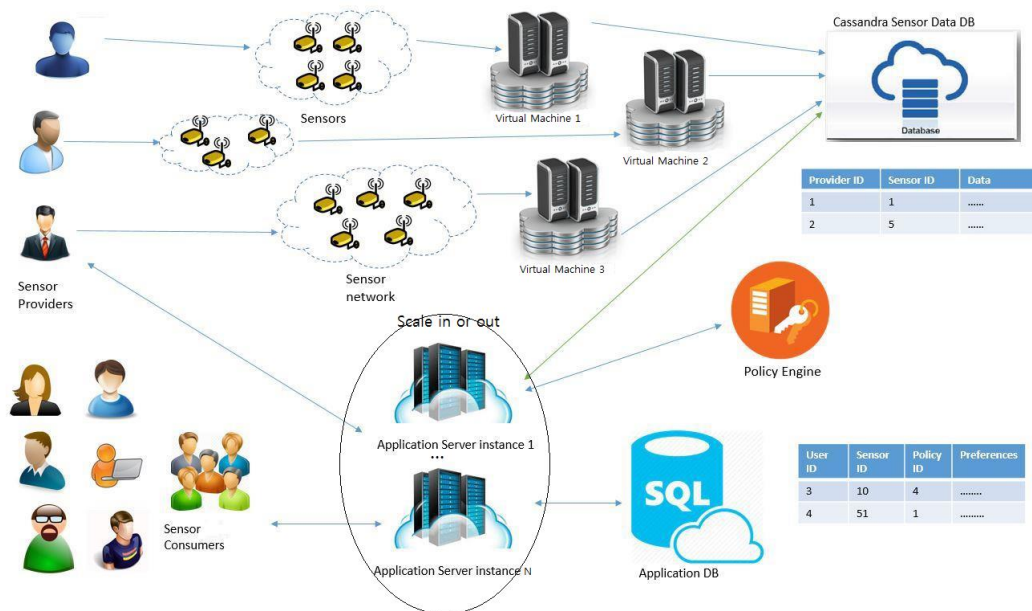 Cassandra Sensor Data DB
Sensors
Virtual Machine 1
Database
Virtual Machine 2
Provider ID Sensor ID Data
1 1 ......
2 5 ......
Virtual Machine 3
Sensor
Providers
Sensor
network
Scale in or out
Policy Engine
Application Server instance 1
...
SQL
User
ID
Sensor
ID
Policy
ID
Preferences
3 10 4 ........
4 51 1 .........
Sensor
Consumers
Application Server instance N
Application DB